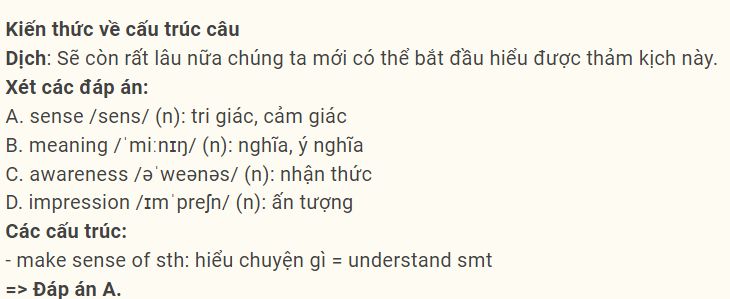 Kiến thức về cấu trúc câu
Dịch: Sẽ còn rất lâu nữa chúng ta mới có thể bắt đầu hiểu được thảm kịch này.
Xét các đáp án:
A. sense /sens/ (n): tri giác, cảm giác
B. meaning /ˈmiːnɪŋ/ (n): nghĩa, ý nghĩa
C. awareness /əˈweənəs/ (n): nhận thức
D. impression /ɪmˈpreʃn/ (n): ấn tượng
Các cấu trúc:
- make sense of sth: hiểu chuyện gì = understand smt
=> Đáp án A.